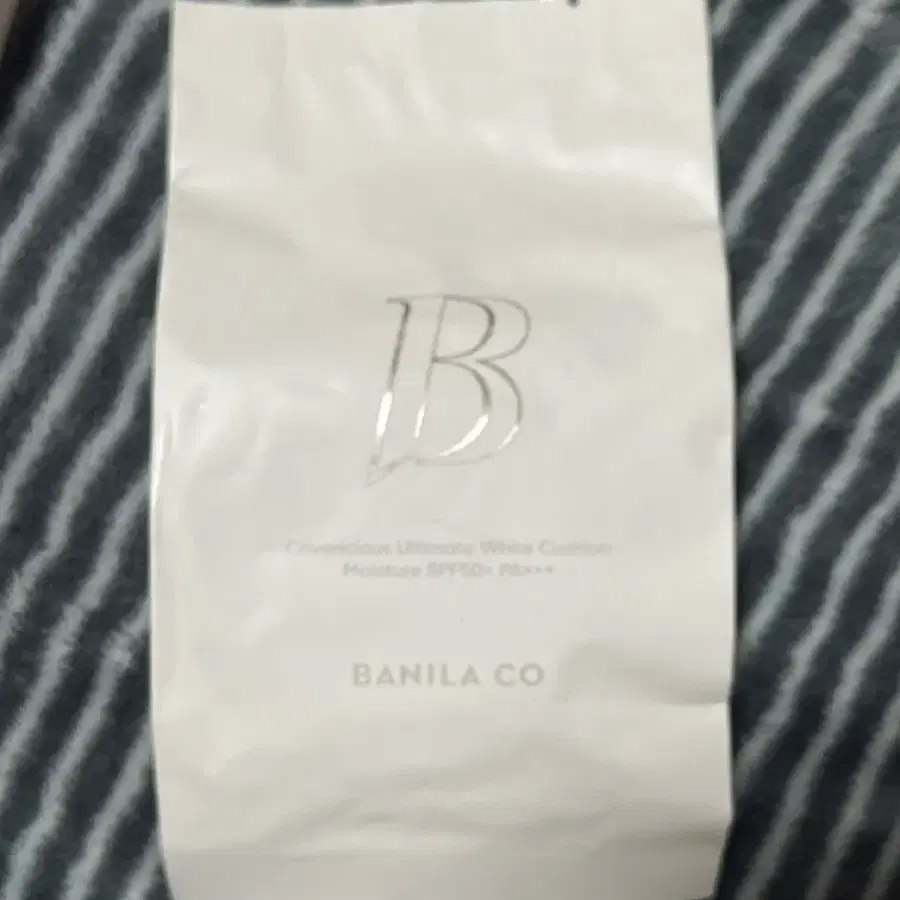 B
Covericious Ultimate White Cushion
Moisture SPF50+ PA+++
BANILA CO